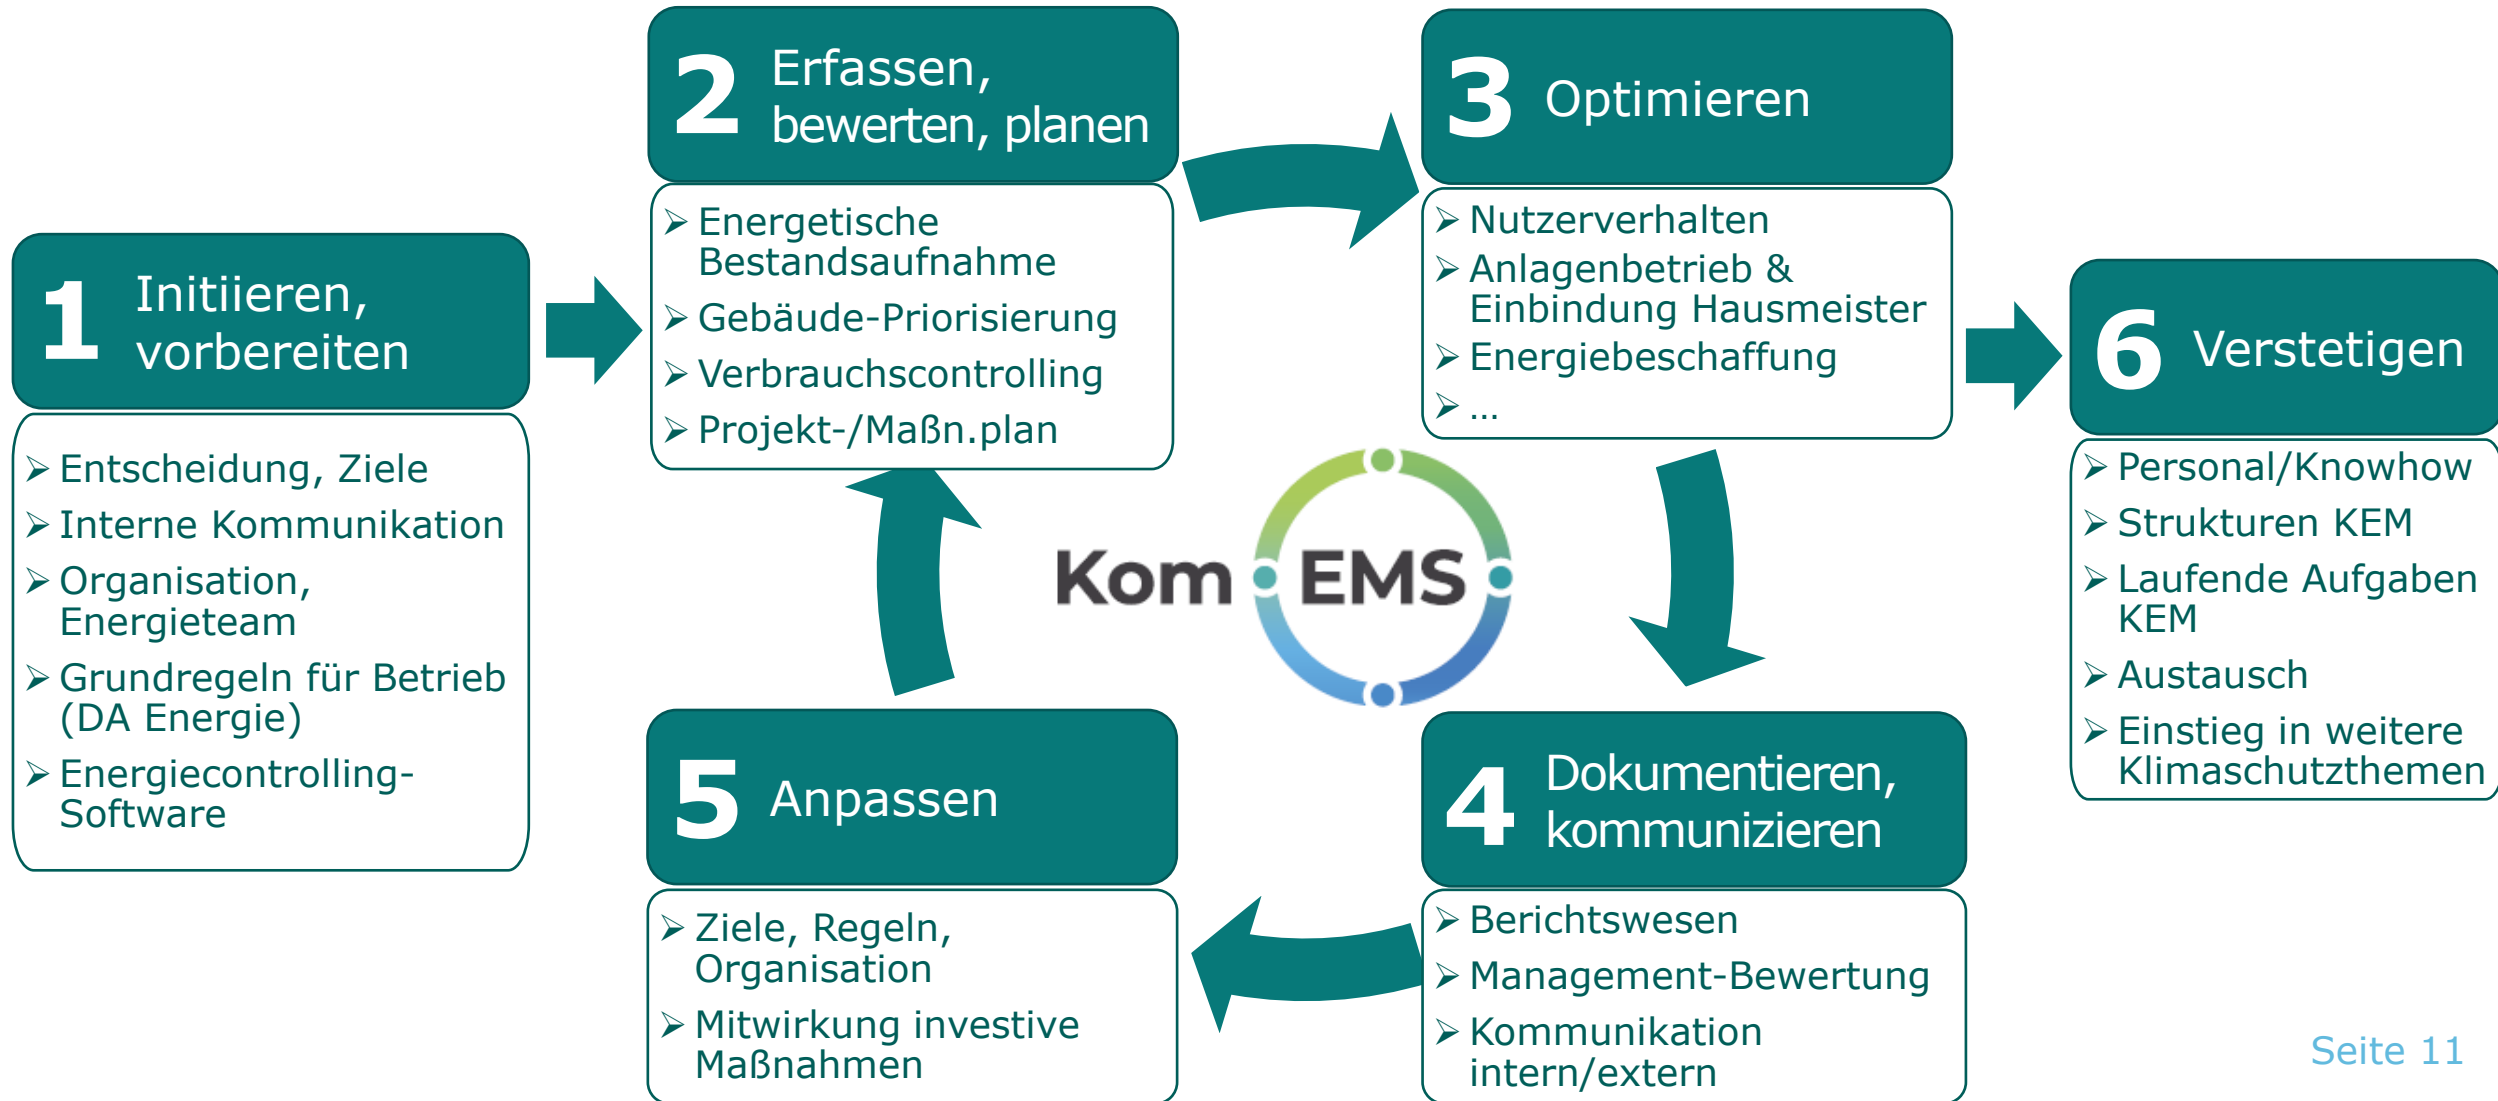 1
Initiieren,
vorbereiten
➢ Entscheidung, Ziele
➢ Interne Kommunikation
➢ Organisation,
Energieteam
➢ Grundregeln für Betrieb
(DA Energie)
➢ Energiecontrolling-
Software
2
Erfassen,
bewerten, planen
➢ Energetische
Bestandsaufnahme
➢ Gebäude-Priorisierung
➢ Verbrauchscontrolling
➢ Projekt-/Maßn.plan
3
Optimieren
➢ Nutzerverhalten
➢ Anlagenbetrieb &
Einbindung Hausmeister
➢ Energiebeschaffung
➢ …
Kom EMS
4
Dokumentieren,
kommunizieren
➢ Berichtswesen
➢ Management-Bewertung
➢ Kommunikation
intern/extern
5
Anpassen
➢ Ziele, Regeln,
Organisation
➢ Mitwirkung investive
Maßnahmen
6
Verstetigen
➢ Personal/Knowhow
➢ Strukturen KEM
➢ Laufende Aufgaben
KEM
➢ Austausch
➢ Einstieg in weitere
Klimaschutzthemen
Seite 11